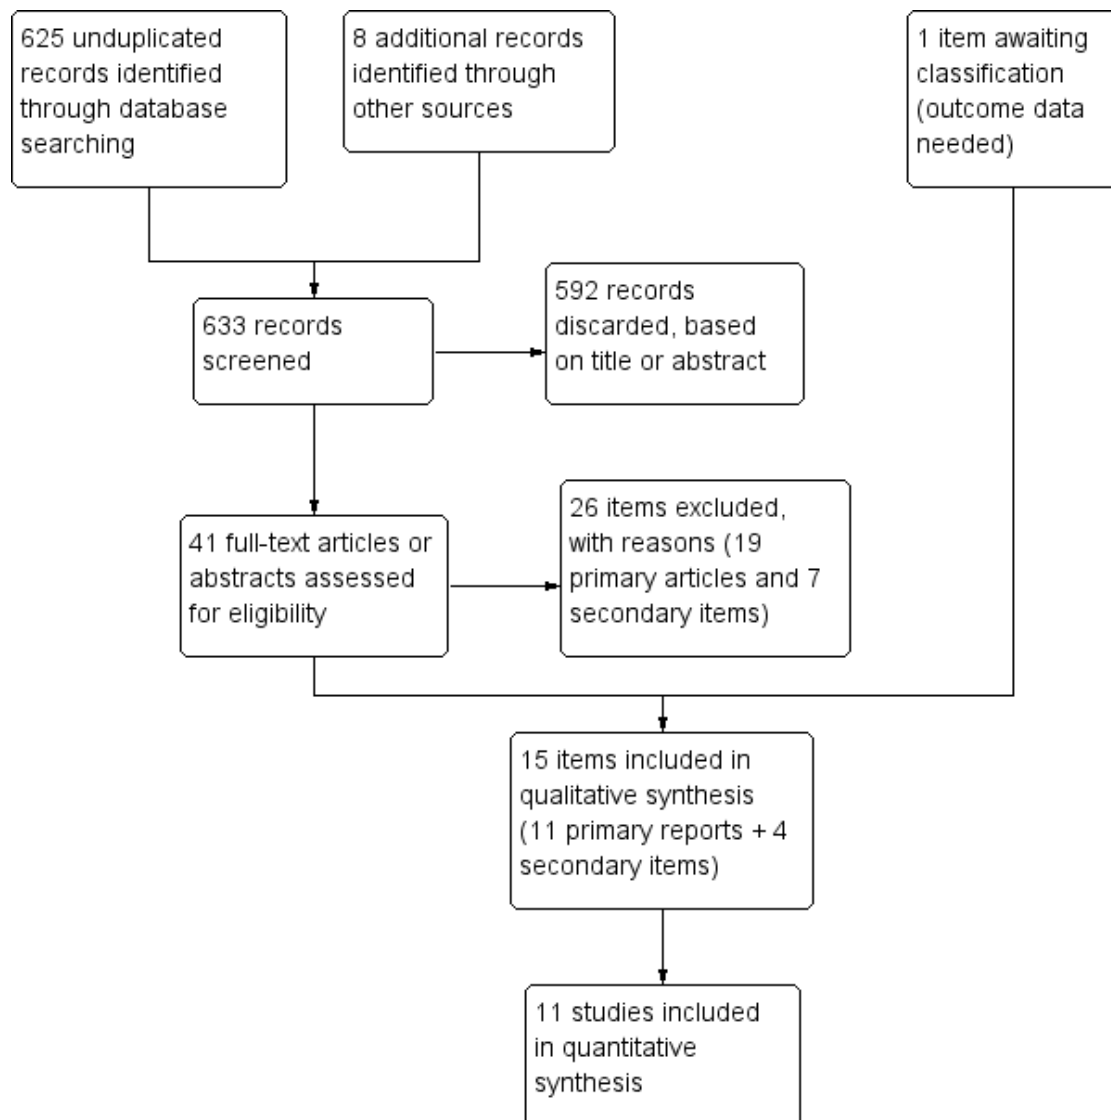 625 unduplicated
records identified
through database
searching
8 additional records
identified through
other sources
1 item awaiting
classification
(outcome data
needed)
633 records
screened
592 records
discarded, based
on title or abstract
41 full-text articles or
abstracts assessed
for eligibility
26 items excluded,
with reasons (19
primary articles and 7
secondary items)
15 items included in
qualitative synthesis
(11 primary reports + 4
secondary items)
11 studies included
in quantitative
synthesis